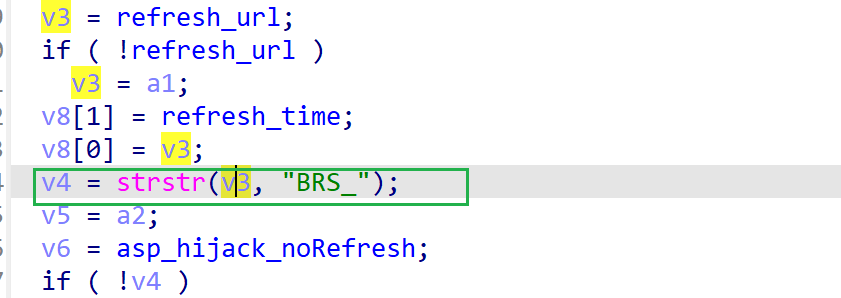 v3 = refresh_url;
if ( !refresh_url )
v3 = a1;
v8[1] = refresh_time;
v8[0] = v3;
v4 = strstr(v3, "BRS_");
v5 = a2;
v6 = asp_hijack_noRefresh;
if ( !v4 )